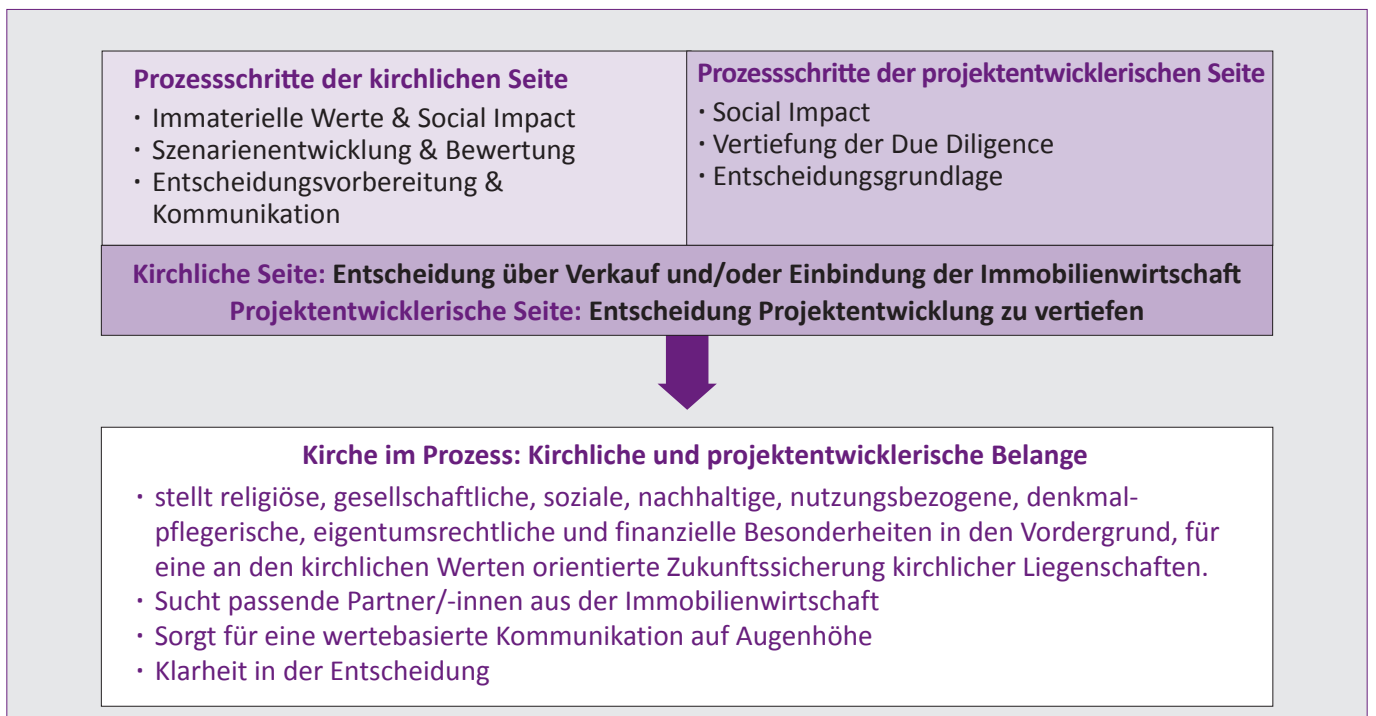 Prozessschritte der kirchlichen Seite
· Immaterielle Werte & Social Impact
· Szenarienentwicklung & Bewertung
· Entscheidungsvorbereitung &
Kommunikation
Prozessschritte der projektentwicklerischen Seite
· Social Impact
· Vertiefung der Due Diligence
· Entscheidungsgrundlage
Kirchliche Seite: Entscheidung über Verkauf und/oder Einbindung der Immobilienwirtschaft
Projektentwicklerische Seite: Entscheidung Projektentwicklung zu vertiefen
Kirche im Prozess: Kirchliche und projektentwicklerische Belange
· stellt religiöse, gesellschaftliche, soziale, nachhaltige, nutzungsbezogene, denkmal-
pflegerische, eigentumsrechtliche und finanzielle Besonderheiten in den Vordergrund, für
eine an den kirchlichen Werten orientierte Zukunftssicherung kirchlicher Liegenschaften.
· Sucht passende Partner/-innen aus der Immobilienwirtschaft
· Sorgt für eine wertebasierte Kommunikation auf Augenhöhe
· Klarheit in der Entscheidung